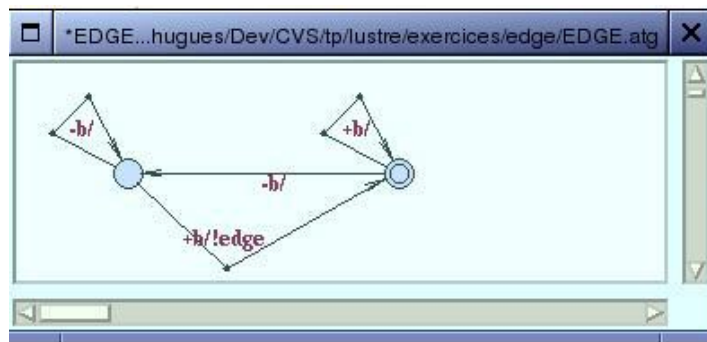 *EDGE...hugues/Dev/CVS/tp/lustre/exercices/edge/EDGE.atg
-b/
+b/
-b/
+b/!edge